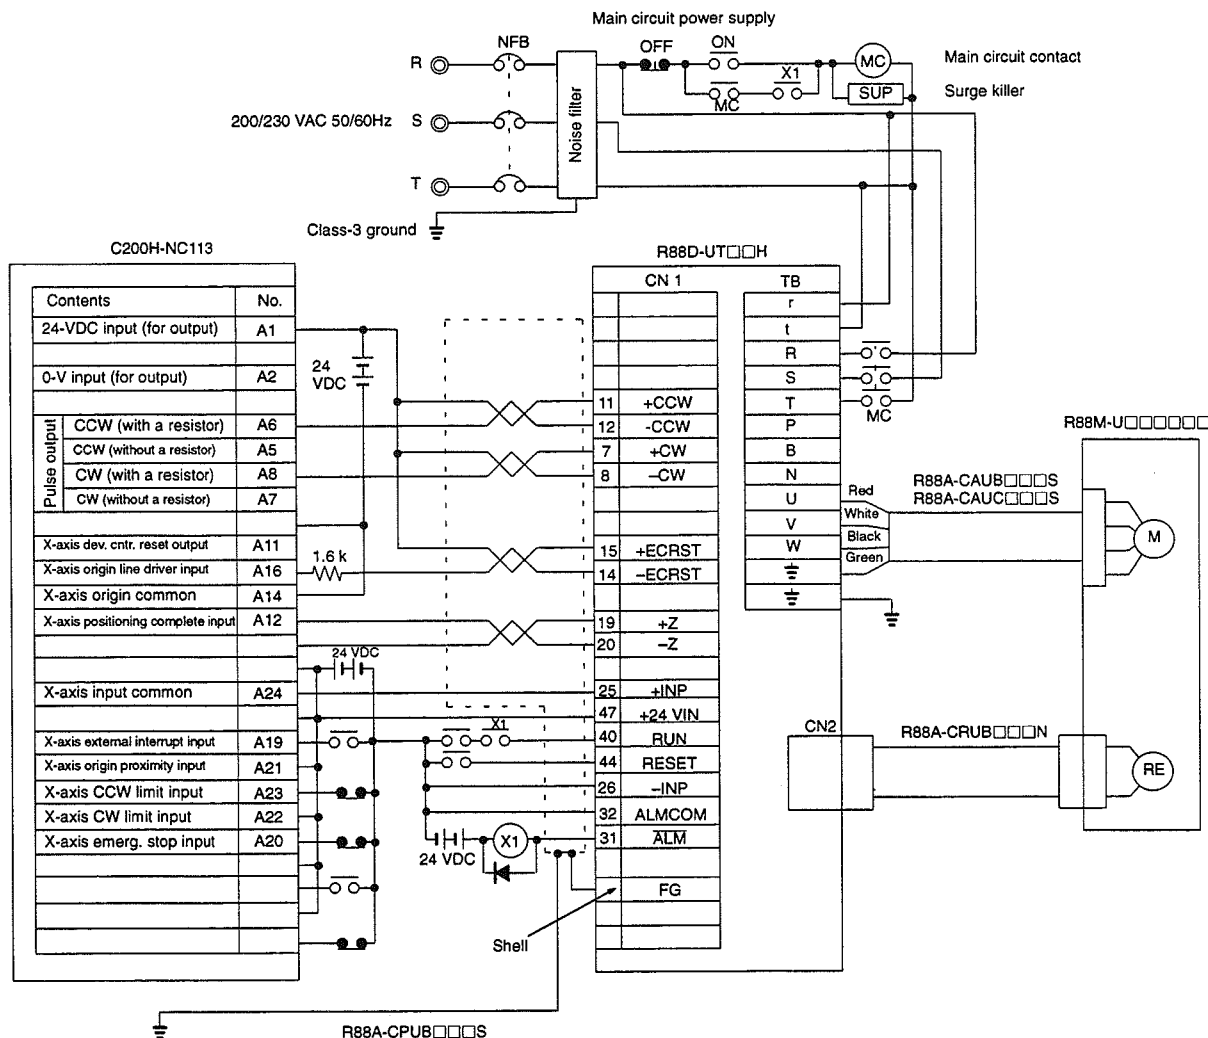 Main circuit power supply
NFB
OFF
ON
R
MC
Main circuit contact
X1
SUP
Surge killer
MC
Noise filter
200/230 VAC 50/60Hz
S
T
Class-3 ground
C200H-NC113
R88D-UT□□H
CN 1
TB
Contents
No.
r
24-VDC input (for output)
A1
t
24 VDC
R
0-V input (for output)
A2
S
11
+CCW
T
MC
R88M-U□□□□□□
Pulse output
CCW (with a resistor)
A6
12
-CCW
P
CCW (without a resistor)
A5
7
+CW
B
CW (with a resistor)
A8
8
–CW
N
R88A-CAUB□□□S
R88A-CAUC□□□S
CW (without a resistor)
A7
U
Red
White
V
Black
M
X-axis dev. cntr. reset output
A11
1.6 k
15
+ECRST
W
Green
X-axis origin line driver input
A16
14
–ECRST
X-axis origin common
A14
X-axis positioning complete input
A12
19
+Z
20
–Z
24 VDC
X-axis input common
A24
25
+INP
47
+24 VIN
X1
CN2
R88A-CRUB□□□N
X-axis external interrupt input
A19
40
RUN
X-axis origin proximity input
A21
44
RESET
RE
X-axis CCW limit input
A23
26
–INP
X-axis CW limit input
A22
32
ALMCOM
X-axis emerg. stop input
A20
X1
31
ALM
24 VDC
FG
Shell
R88A-CPUB□□□S